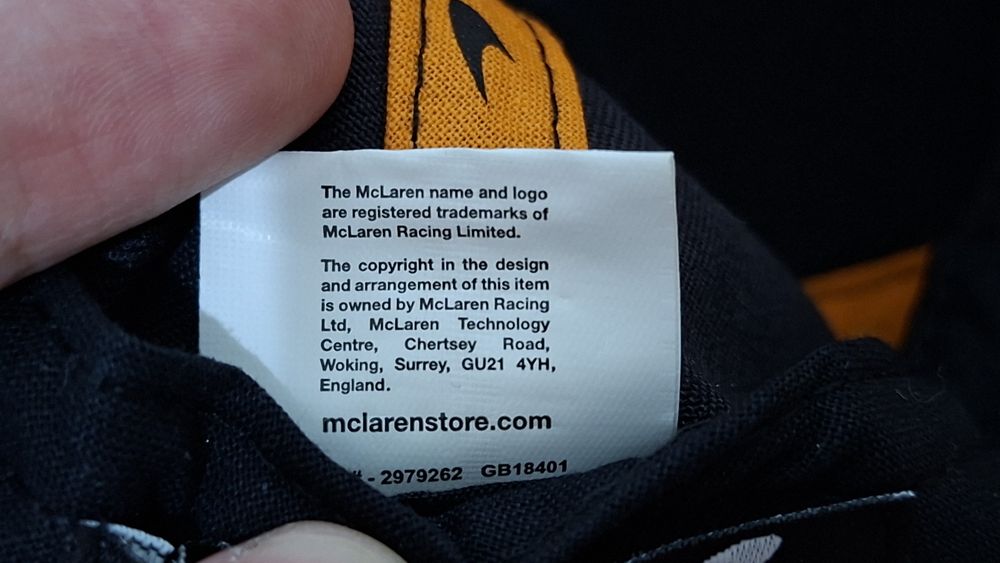 The McLaren name and logo
are registered trademarks of
McLaren Racing Limited.
The copyright in the design
and arrangement of this item
is owned by McLaren Racing
Ltd, McLaren Technology
Centre, Chertsey Road,
Woking, Surrey, GU21 4YH,
England.
mclarenstore.com
# - 2979262 GB18401